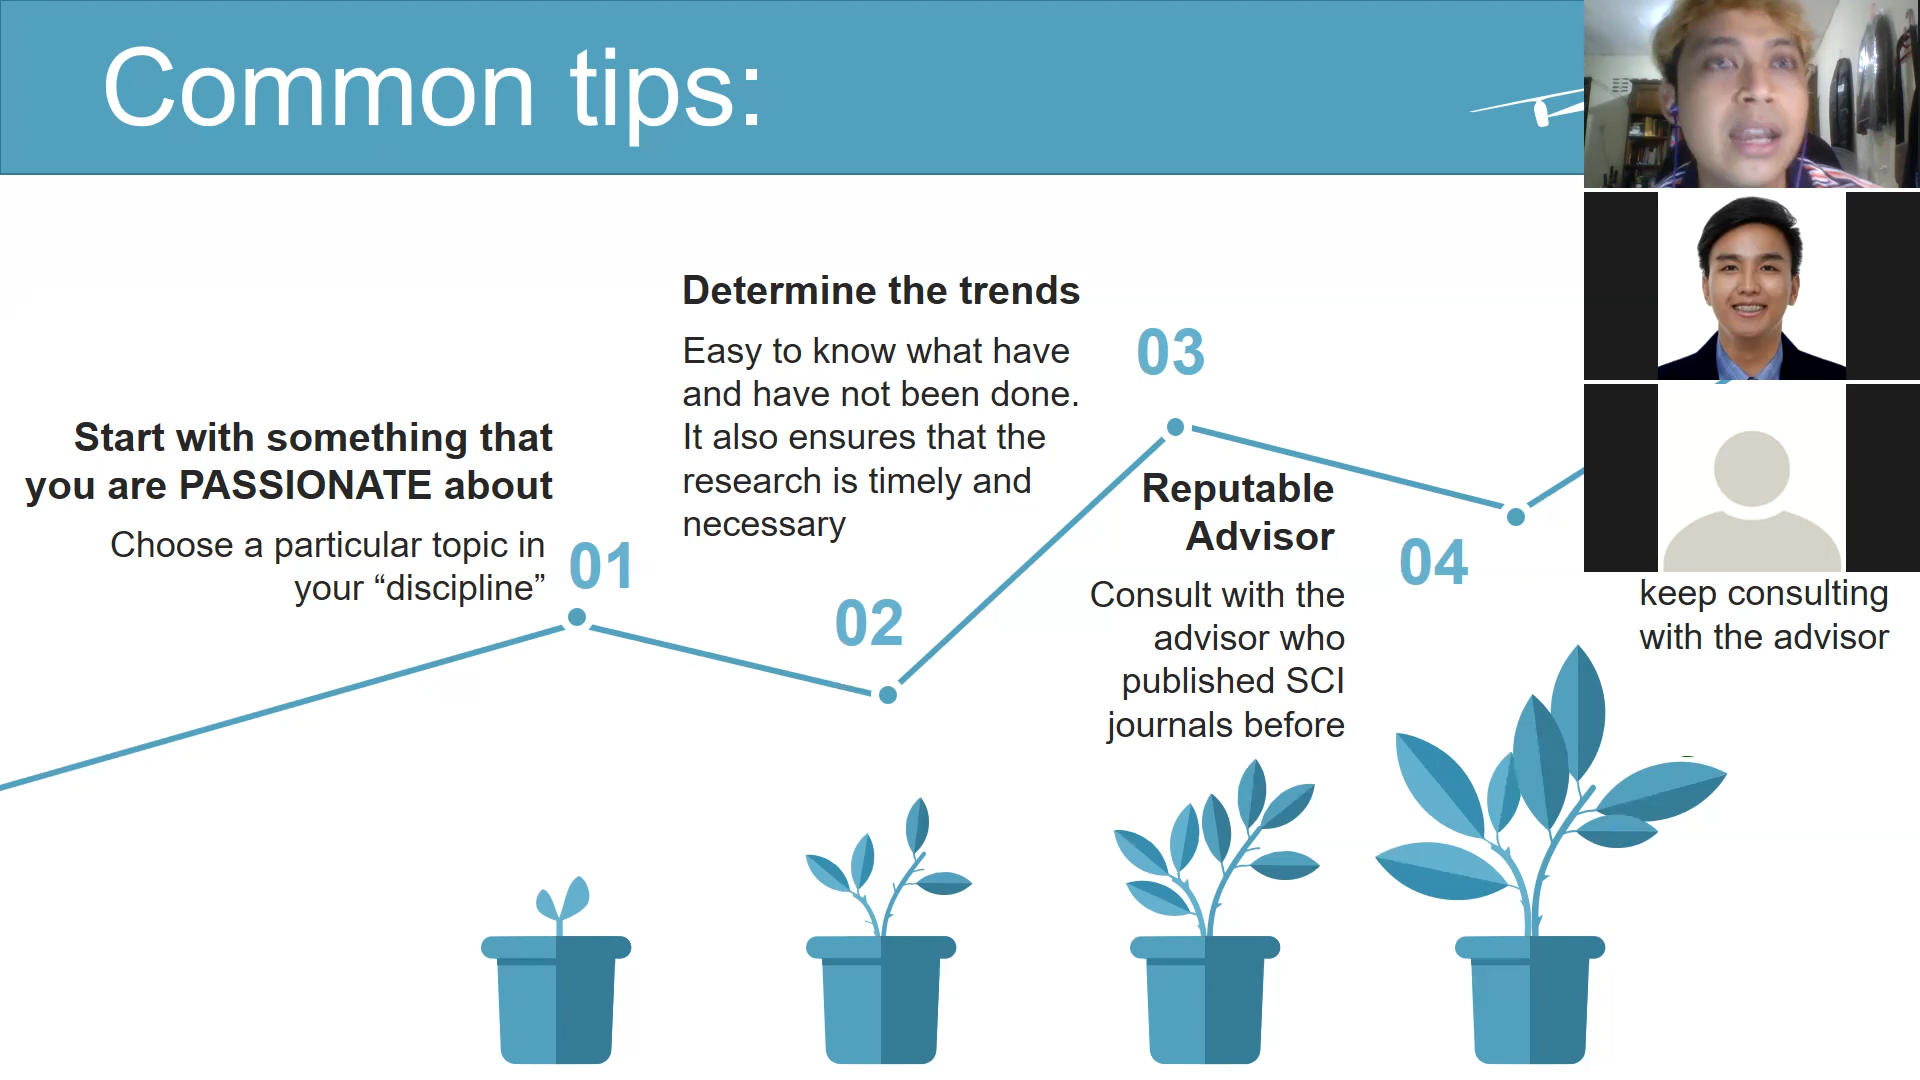 Common tips:
Start with something that
you are PASSIONATE about
Choose a particular topic in
your “discipline”
01
Determine the trends
Easy to know what have
and have not been done.
It also ensures that the
research is timely and
necessary
02
03
Reputable
Advisor
Consult with the
advisor who
published SCI
journals before
04
keep consulting
with the advisor